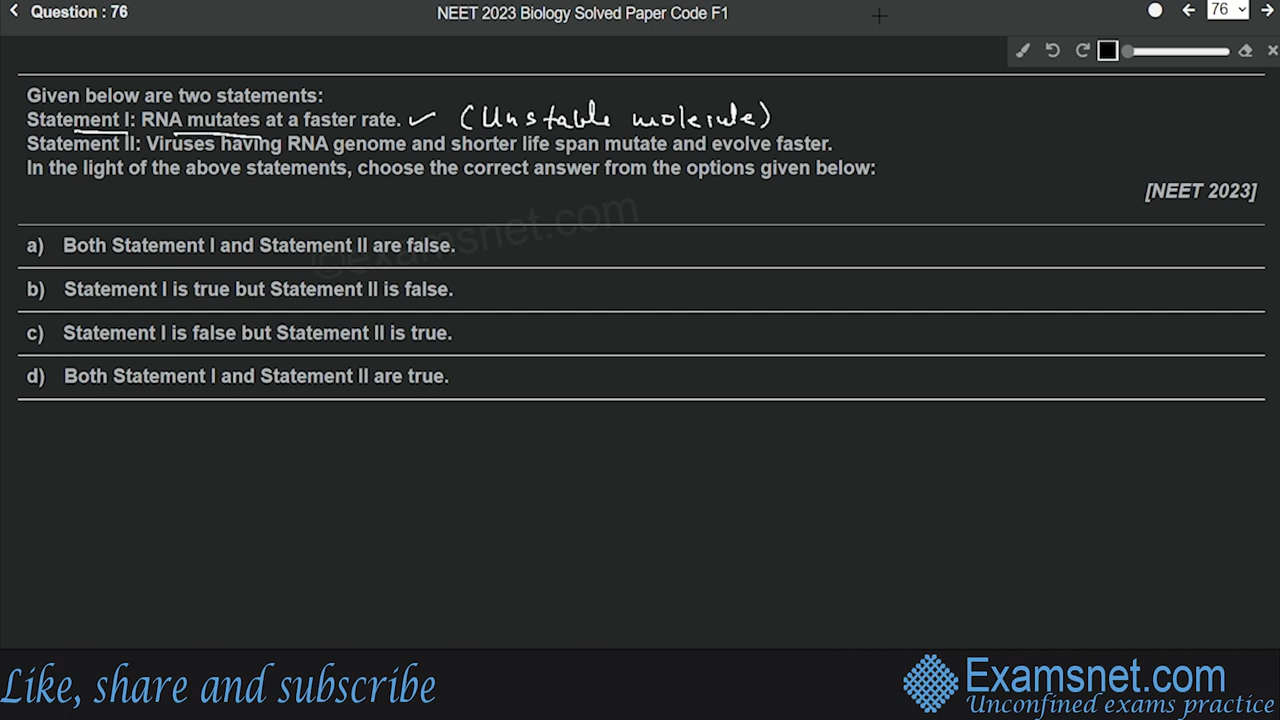 Question : 76
NEET 2023 Biology Solved Paper Code F1
76
Given below are two statements:
Statement I: RNA mutates at a faster rate. ✓ (Unstable molecule)
Statement II: Viruses having RNA genome and shorter life span mutate and evolve faster.
In the light of the above statements, choose the correct answer from the options given below:
[NEET 2023]
©examsnet.com
a) Both Statement I and Statement II are false.
b) Statement I is true but Statement II is false.
c) Statement I is false but Statement II is true.
d) Both Statement I and Statement II are true.
Like, share and subscribe
Examsnet.com
Unconfined exams practice